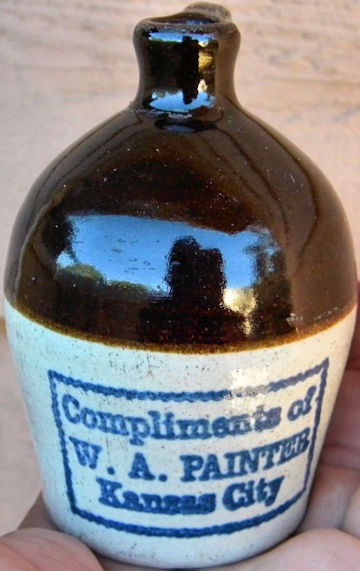 Compliments of
W. A. PAINTER
Kansas City